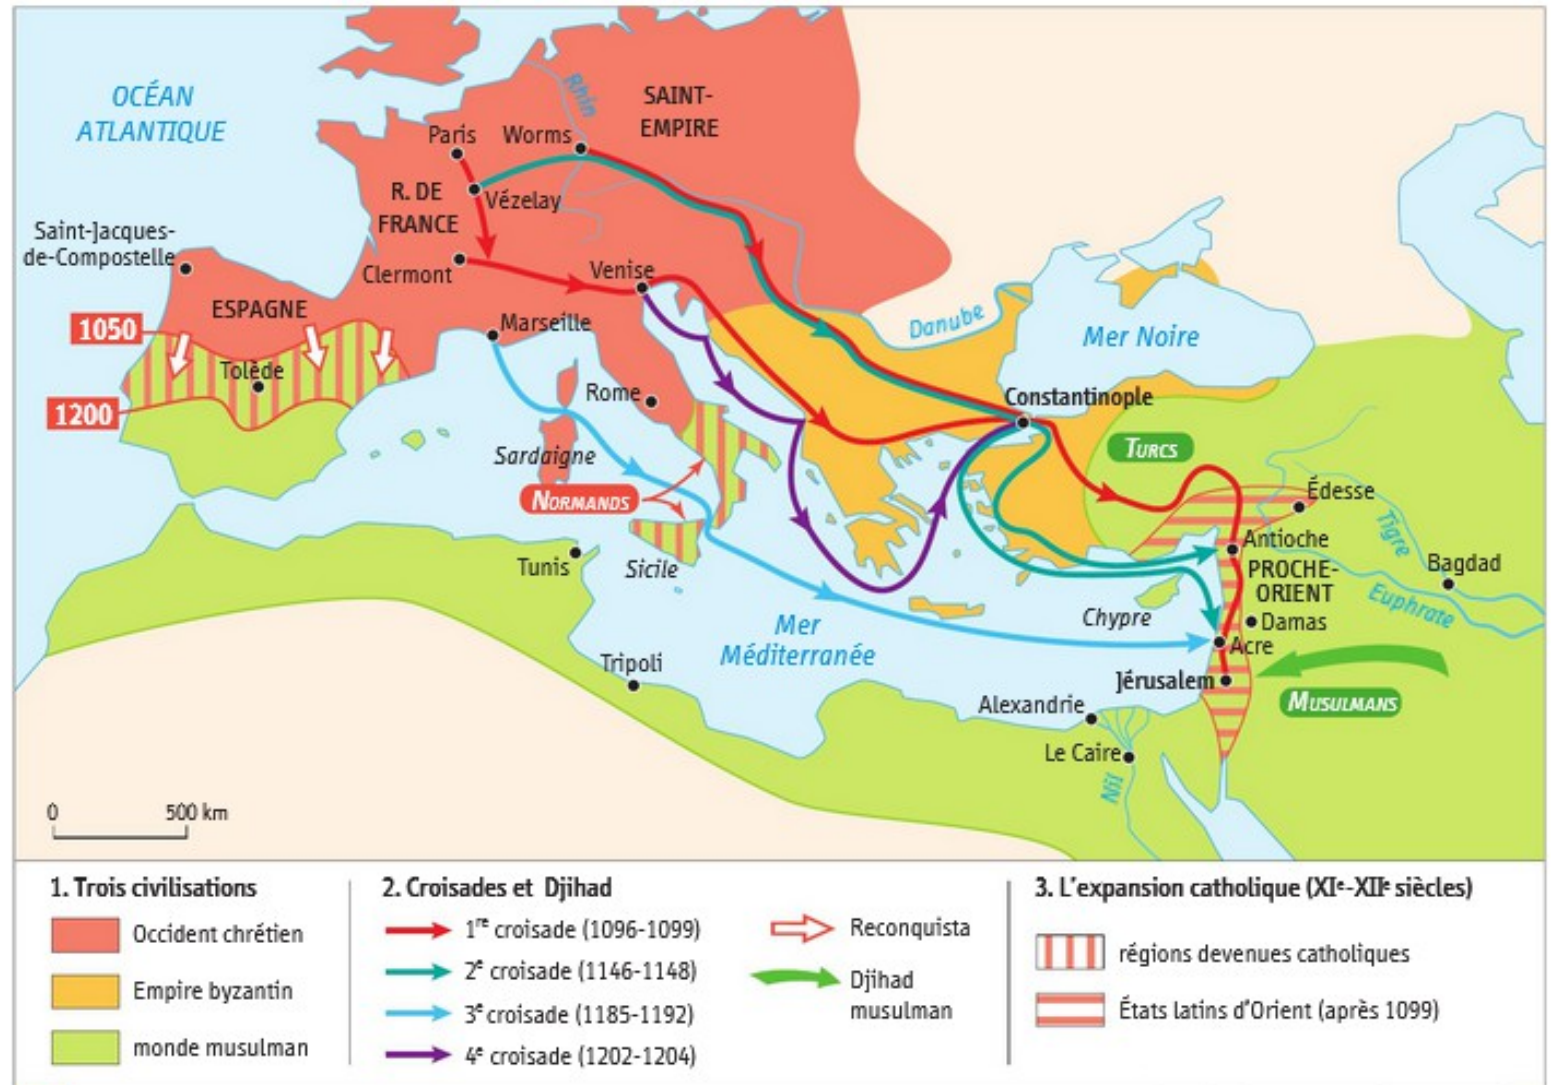 OCÉAN
ATLANTIQUE
Rhin
SAINT-
EMPIRE
Paris
Worms
R. DE
FRANCE
Vézelay
Saint-Jacques-
de-Compostelle
Clermont
Venise
ESPAGNE
1050
Marseille
Danube
Mer Noire
Tolède
Rome
1200
Constantinople
Sardaigne
TURCS
NORMANDS
Édesse
Tigre
Antioche
Tunis
Sicile
PROCHE-
ORIENT
Bagdad
Euphrate
Chypre
Damas
Mer
Méditerranée
Acre
Tripoli
Jérusalem
MUSULMANS
Alexandrie
Le Caire
Nil
0 500 km
1. Trois civilisations
Occident chrétien
Empire byzantin
monde musulman
2. Croisades et Djihad
1re croisade (1096-1099)
2e croisade (1146-1148)
3e croisade (1185-1192)
4e croisade (1202-1204)
Reconquista
Djihad
musulman
3. L'expansion catholique (XIe-XIIe siècles)
régions devenues catholiques
États latins d'Orient (après 1099)